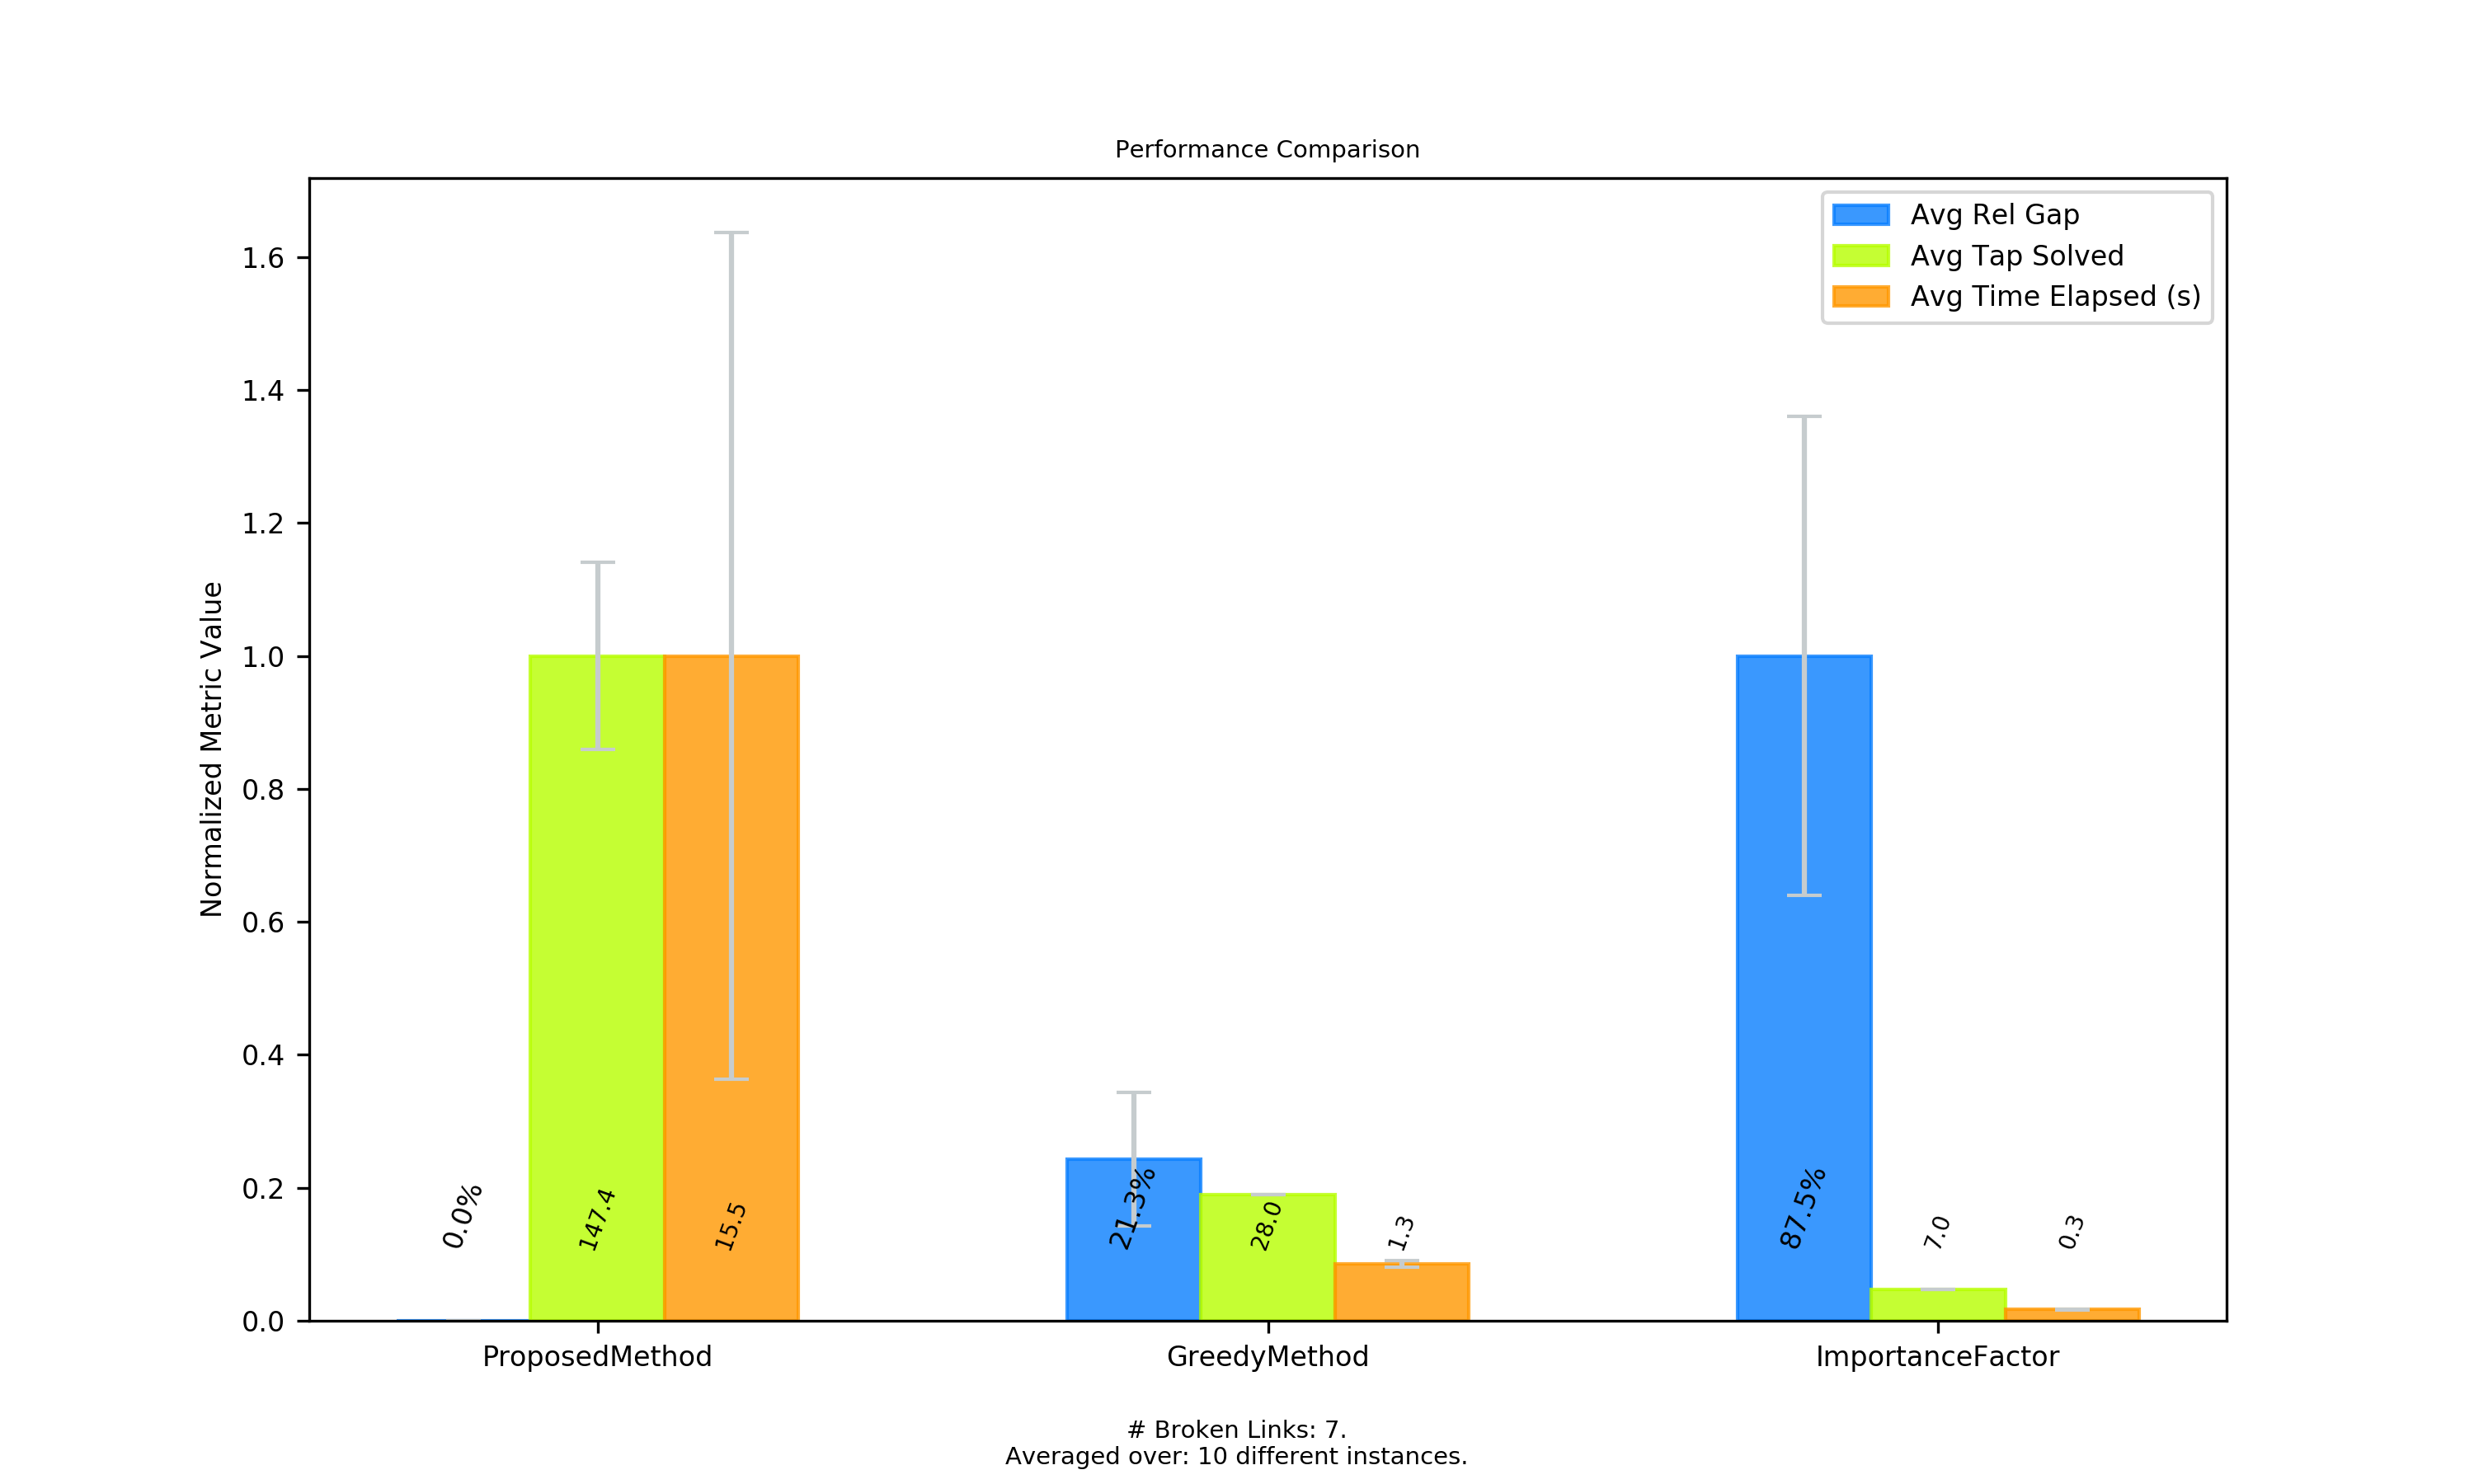 Performance Comparison
Avg Rel Gap
Avg Tap Solved
Avg Time Elapsed (s)
Normalized Metric Value
1.6
1.4
1.2
1.0
0.8
0.6
0.4
0.2
0.0
0.0%
147.4
15.5
21.3%
28.0
1.3
87.5%
7.0
0.3
ProposedMethod
GreedyMethod
ImportanceFactor
# Broken Links: 7.
Averaged over: 10 different instances.